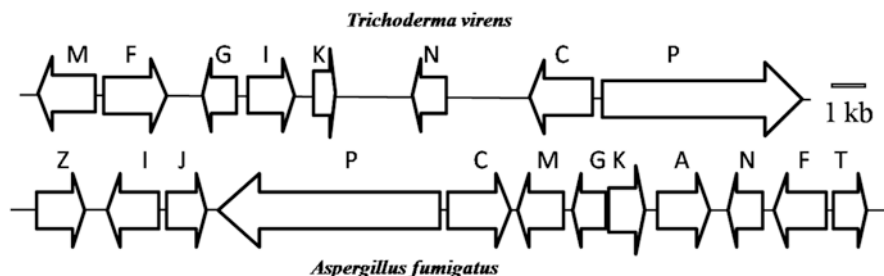 Trichoderma virens
M F G I K N C P
1 kb
Z I J P C M G K A N F T
Aspergillus fumigatus